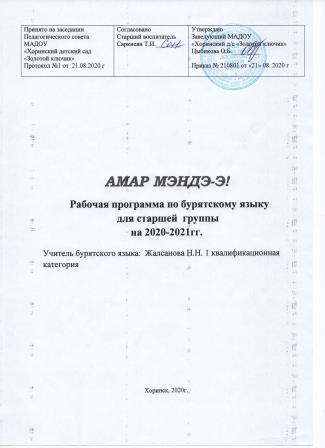 Принято на заседании
Педагогического совета
МАДОУ
«Хоринский детский сад
«Золотой ключик»
Протокол №1 от 21.08.2020 г
Согласовано
Старший воспитатель
Саркисян Т.И.
Утверждаю
Заведующий МАДОУ
«Хоринский д/с «Золотой ключик»
Цыбикова О.Б.
Приказ № 210801 от «21» 08. 2020 г
АМАР МЭНДЭ-Э!
Рабочая программа по бурятскому языку
для старшей группы
на 2020-2021гг.
Учитель бурятского языка: Жалсанова Н.Н. 1 квалификационная
категория
Хоринск, 2020г.